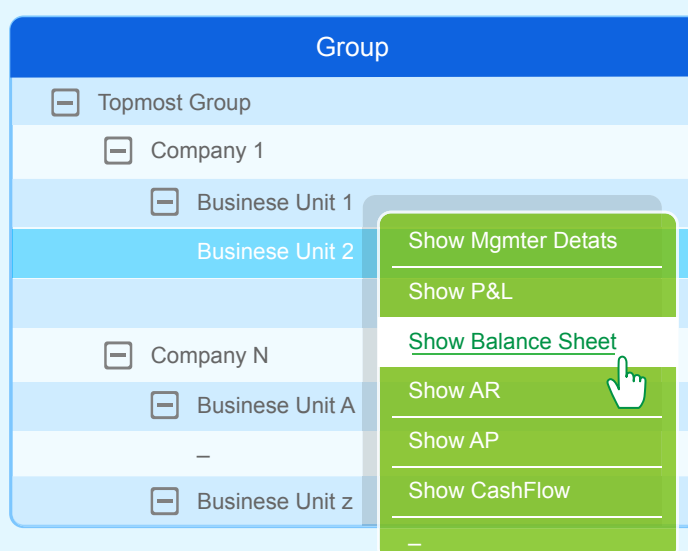 Group
Topmost Group
Company 1
Businese Unit 1
Businese Unit 2
Company N
Businese Unit A
–
Businese Unit z
Show Mgmter Detats
Show P&L
Show Balance Sheet
Show AR
Show AP
Show CashFlow
–